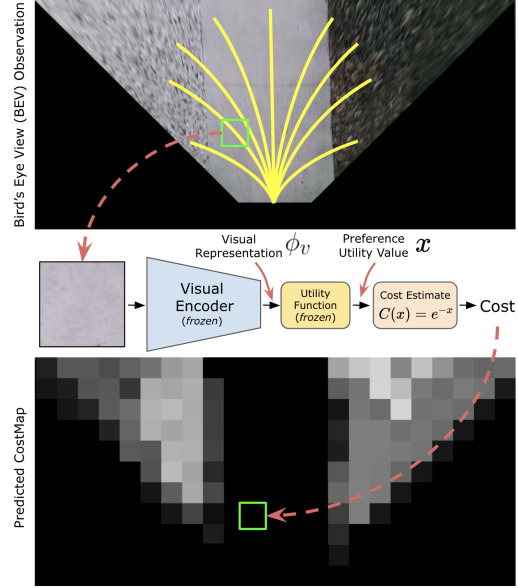 Bird's Eye View (BEV) Observation
Visual
Representation ϕᵥ
Preference
Utility Value x
Visual
Encoder
(frozen)
Utility
Function
(frozen)
Cost Estimate
C(x) = e⁻ˣ
Cost
Predicted CostMap